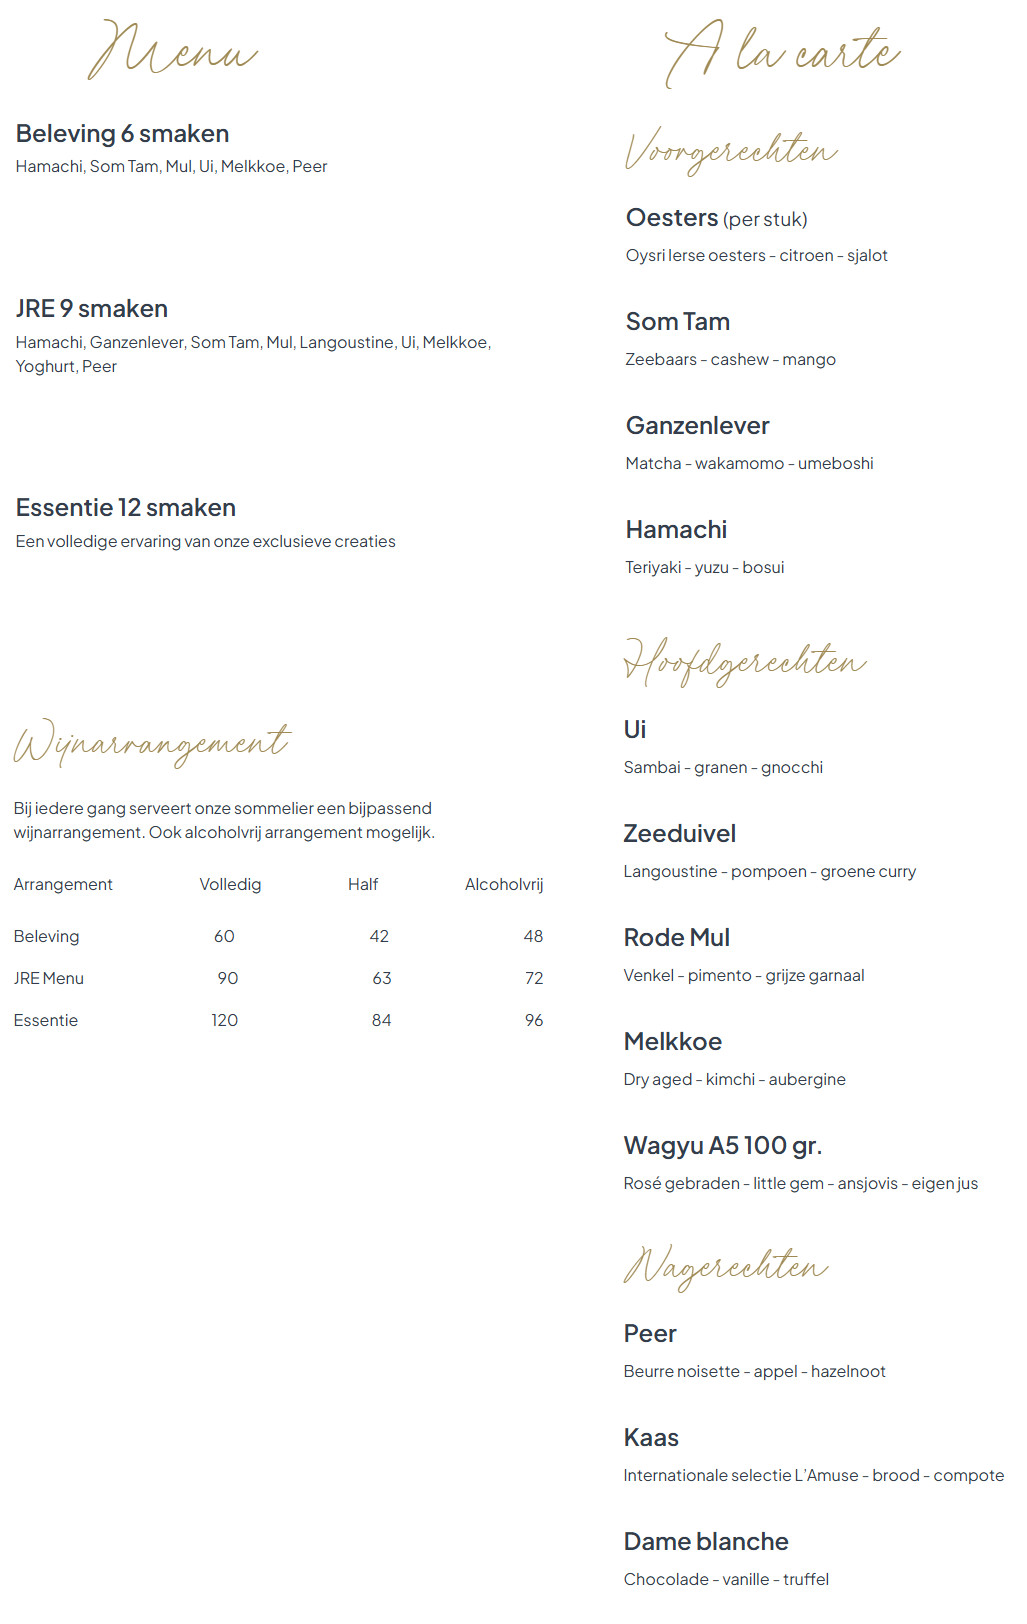 Menu
Beleving 6 smaken
Hamachi, Som Tam, Mul, Ui, Melkkoe, Peer
JRE 9 smaken
Hamachi, Ganzenlever, Som Tam, Mul, Langoustine, Ui, Melkkoe,
Yoghurt, Peer
Essentie 12 smaken
Een volledige ervaring van onze exclusieve creaties
Wijnarrangement
Bij iedere gang serveert onze sommelier een bijpassend
wijnarrangement. Ook alcoholvrij arrangement mogelijk.
Arrangement Volledig Half Alcoholvrij
Beleving 60 42 48
JRE Menu 90 63 72
Essentie 120 84 96
A la carte
Voorgerechten
Oesters (per stuk)
Oysri Ierse oesters - citroen - sjalot
Som Tam
Zeebaars - cashew - mango
Ganzenlever
Matcha - wakamomo - umeboshi
Hamachi
Teriyaki - yuzu - bosui
Hoofdgerechten
Ui
Sambai - granen - gnocchi
Zeeduivel
Langoustine - pompoen - groene curry
Rode Mul
Venkel - pimento - grijze garnaal
Melkkoe
Dry aged - kimchi - aubergine
Wagyu A5 100 gr.
Rosé gebraden - little gem - ansjovis - eigen jus
Nagerechten
Peer
Beurre noisette - appel - hazelnoot
Kaas
Internationale selectie L’Amuse - brood - compote
Dame blanche
Chocolade - vanille - truffel